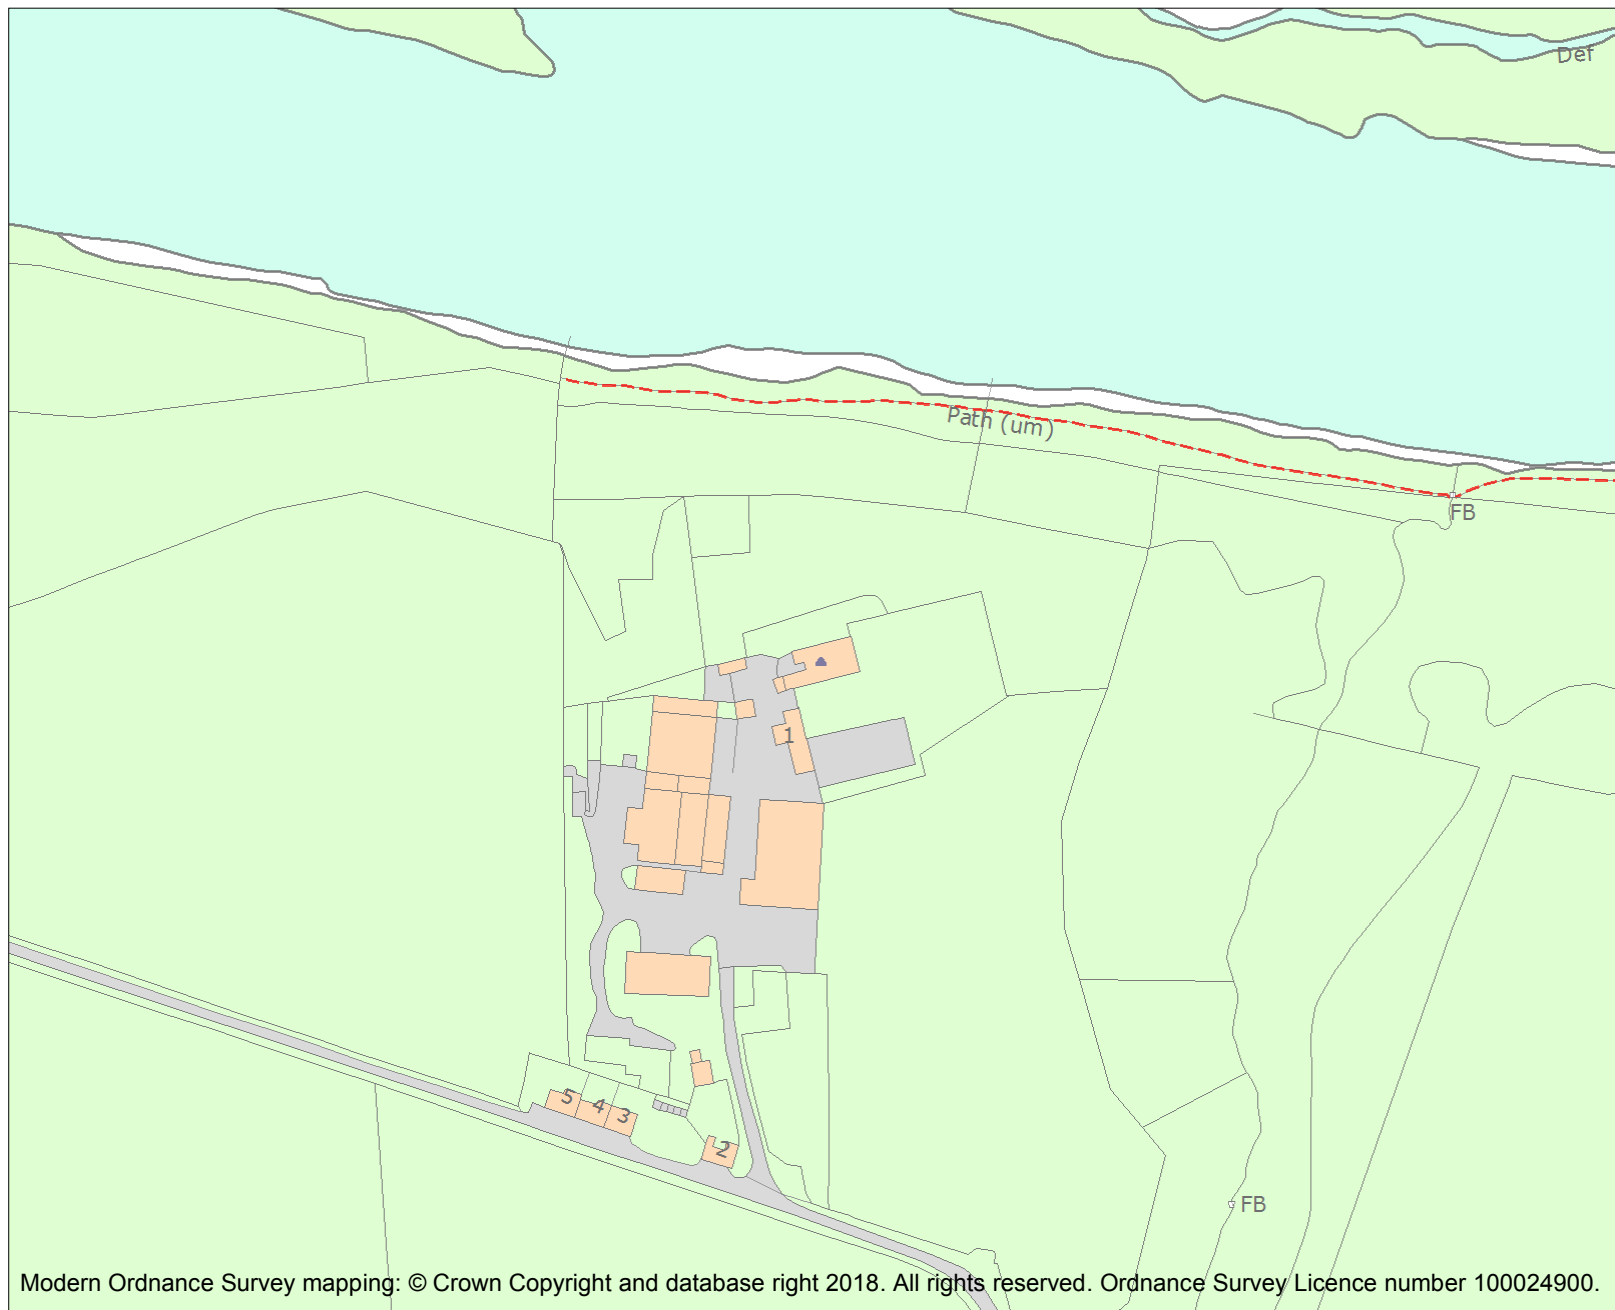 Def
Path (um)
FB
1
5
4
3
2
FB
Modern Ordnance Survey mapping: © Crown Copyright and database right 2018. All rights reserved. Ordnance Survey Licence number 100024900.